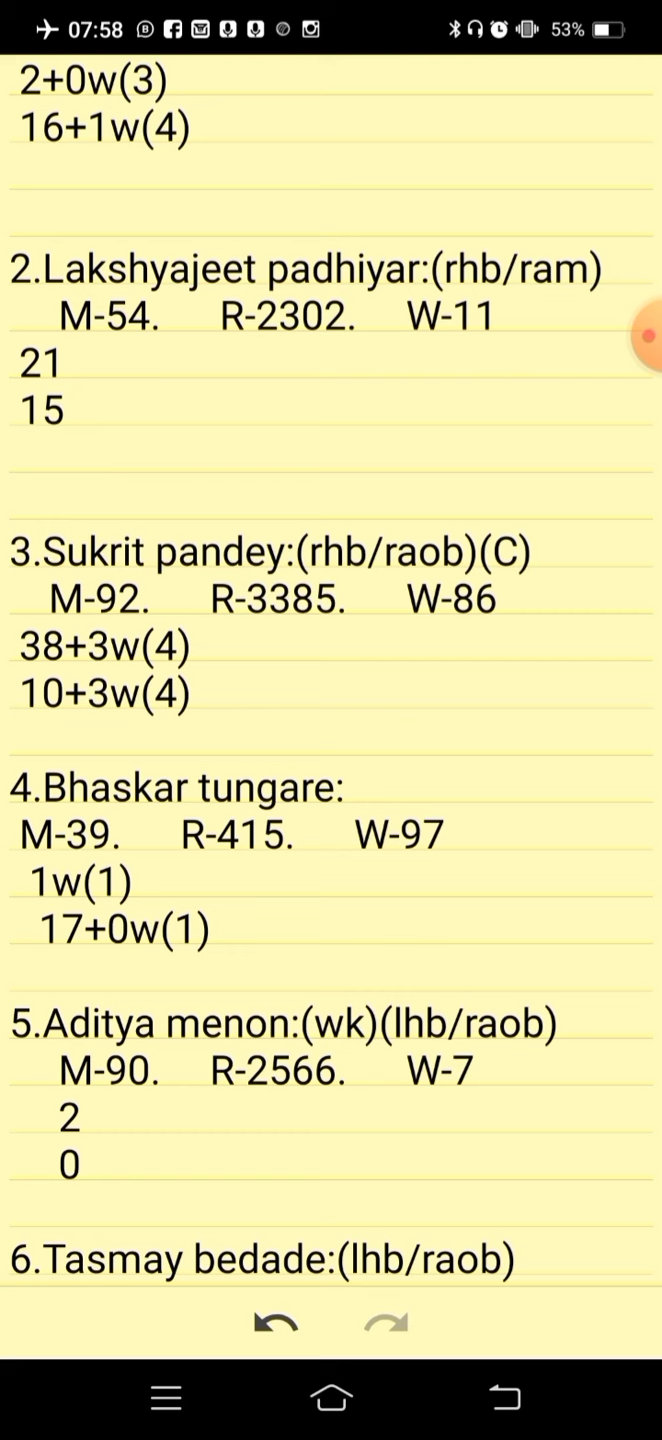 07:58 53%
2+0w(3)
16+1w(4)
2.Lakshyajeet padhiyar:(rhb/ram)
M-54. R-2302. W-11
21
15
3.Sukrit pandey:(rhb/raob)(C)
M-92. R-3385. W-86
38+3w(4)
10+3w(4)
4.Bhaskar tungare:
M-39. R-415. W-97
1w(1)
17+0w(1)
5.Aditya menon:(wk)(lhb/raob)
M-90. R-2566. W-7
2
0
6.Tasmay bedade:(lhb/raob)